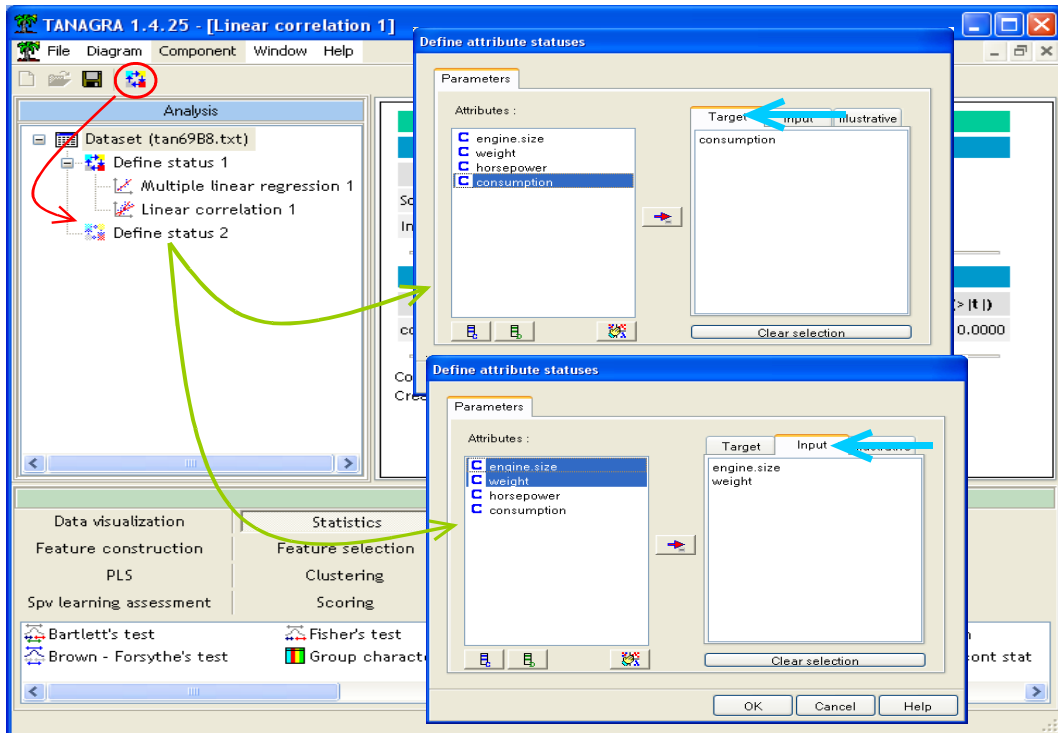 TANAGRA 1.4.25 - [Linear correlation 1]
File Diagram Component Window Help
Analysis
Dataset (tan69B8.txt)
Define status 1
Multiple linear regression 1
Linear correlation 1
Define status 2
Define attribute statuses
Parameters
Attributes :
engine.size
weight
horsepower
consumption
Target Input Illustrative
consumption
Clear selection
|t|)
0.0000
Define attribute statuses
Parameters
Attributes :
engine.size
weight
horsepower
consumption
Target Input
engine.size
weight
Clear selection
OK Cancel Help
Data visualization Statistics
Feature construction Feature selection
PLS Clustering
Spv learning assessment Scoring
Bartlett's test Fisher's test
Brown - Forsythe's test Group
cont stat